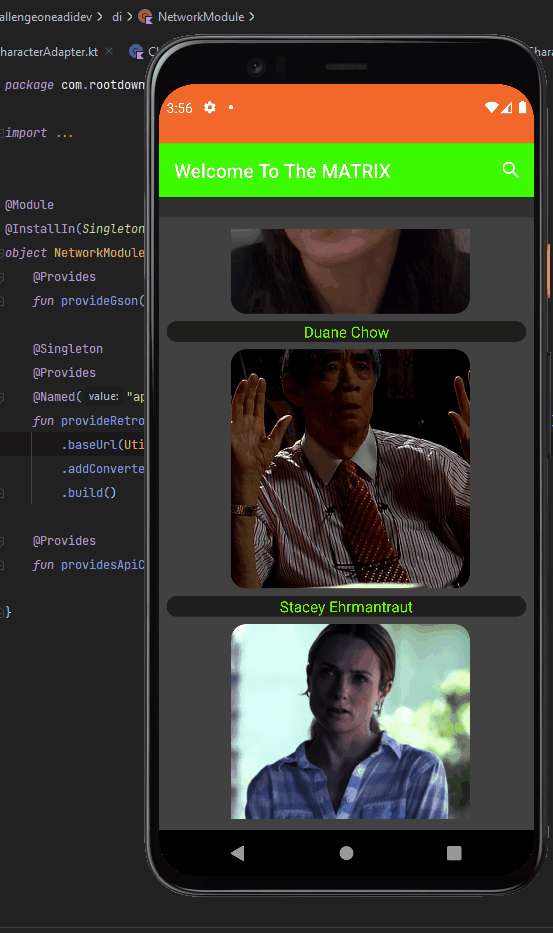 allengeoneadidev > di > NetworkModule >
haracterAdapter.kt
package com.rootdown
import ...
@Module
@InstallIn(Singleton
object NetworkModule
@Provides
fun provideGson(
@Singleton
@Provides
@Named( value: "ap
fun provideRetro
.baseUrl(Uti
.addConverte
.build()
@Provides
fun providesApiC
}
3:56
Welcome To The MATRIX
Duane Chow
Stacey Ehrmantraut